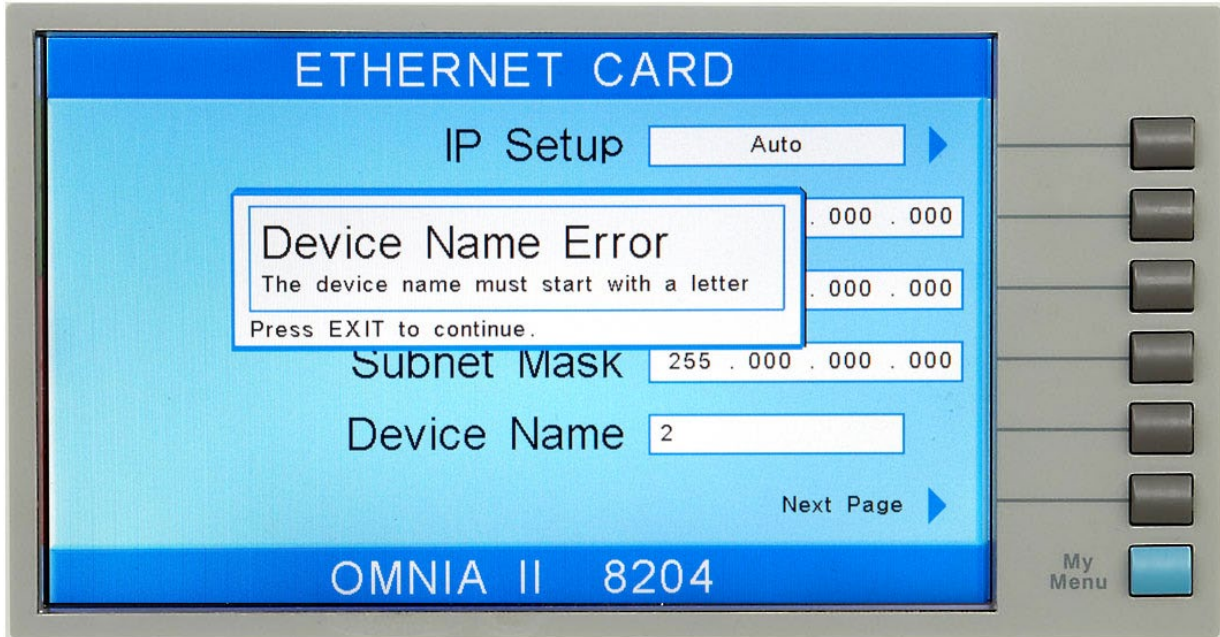 ETHERNET CARD
IP Setup Auto
. 000 . 000
Device Name Error
The device name must start with a letter
. 000 . 000
Press EXIT to continue.
Subnet Mask 255 . 000 . 000 . 000
Device Name 2
Next Page
OMNIA II 8204
My
Menu